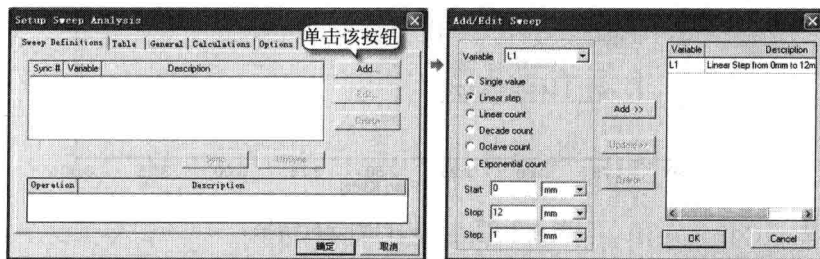 Setup Sweep Analysis
Sweep Definitions Table General Calculations Options
单击该按钮
Sync # Variable Description
Add...
Edit...
Delete
Sync Unsync
Operation Description
确定 取消
Add/Edit Sweep
Variable L1
Single value
Linear step
Linear count
Decade count
Octave count
Exponential count
Start: 0 mm
Stop: 12 mm
Step: 1 mm
Add >>
Update >>
Delete
Variable Description
L1 Linear Step from 0mm to 12m
OK Cancel